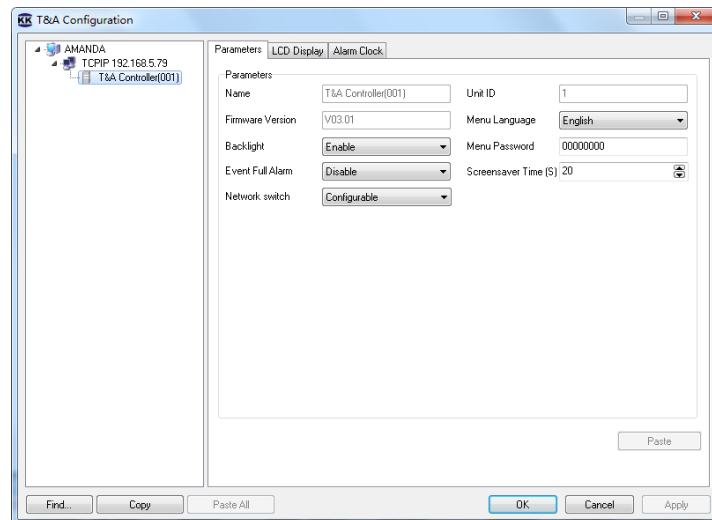 KK T&A Configuration
AMANDA
TCPIP 192.168.5.79
T&A Controller(001)
Parameters LCD Display Alarm Clock
Parameters
Name T&A Controller(001) Unit ID 1
Firmware Version V03.01 Menu Language English
Backlight Enable Menu Password 00000000
Event Full Alarm Disable Screensaver Time (S) 20
Network switch Configurable
Paste
Find... Copy Paste All OK Cancel Apply